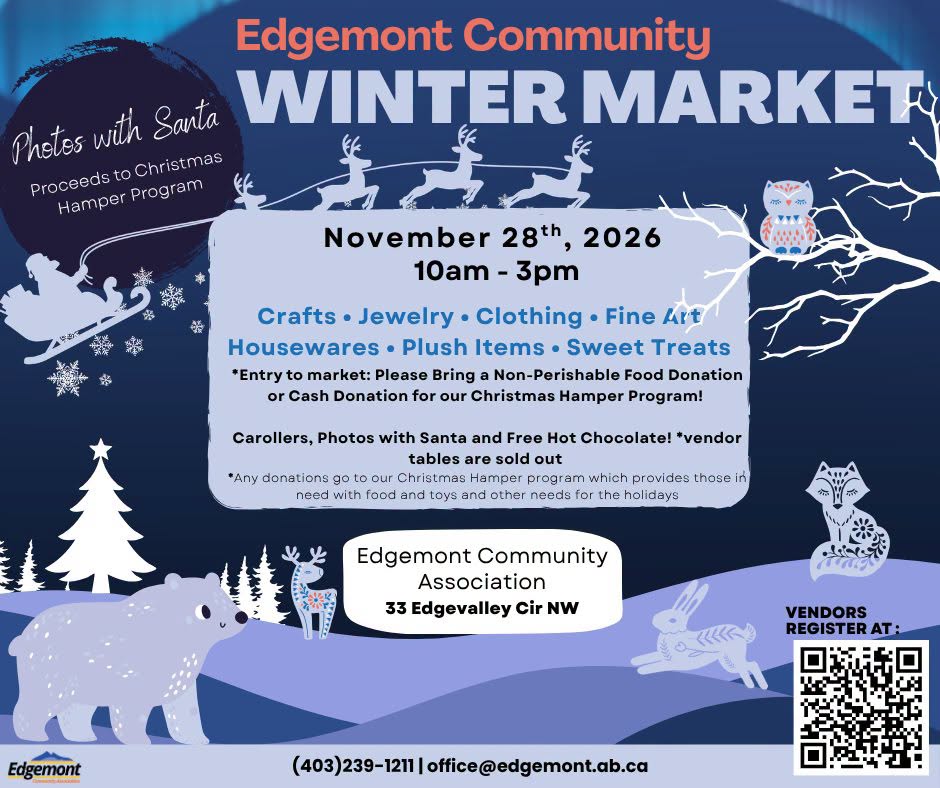 Edgemont Community
WINTER MARKET
Photos with Santa
Proceeds to Christmas
Hamper Program
November 28th, 2026
10am - 3pm
Crafts • Jewelry • Clothing • Fine Art
Housewares • Plush Items • Sweet Treats
*Entry to market: Please Bring a Non-Perishable Food Donation
or Cash Donation for our Christmas Hamper Program!
Carollers, Photos with Santa and Free Hot Chocolate! *vendor
tables are sold out
*Any donations go to our Christmas Hamper program which provides those in
need with food and toys and other needs for the holidays
Edgemont Community
Association
33 Edgevalley Cir NW
VENDORS
REGISTER AT :
Edgemont
Community Association
(403)239-1211 | office@edgemont.ab.ca